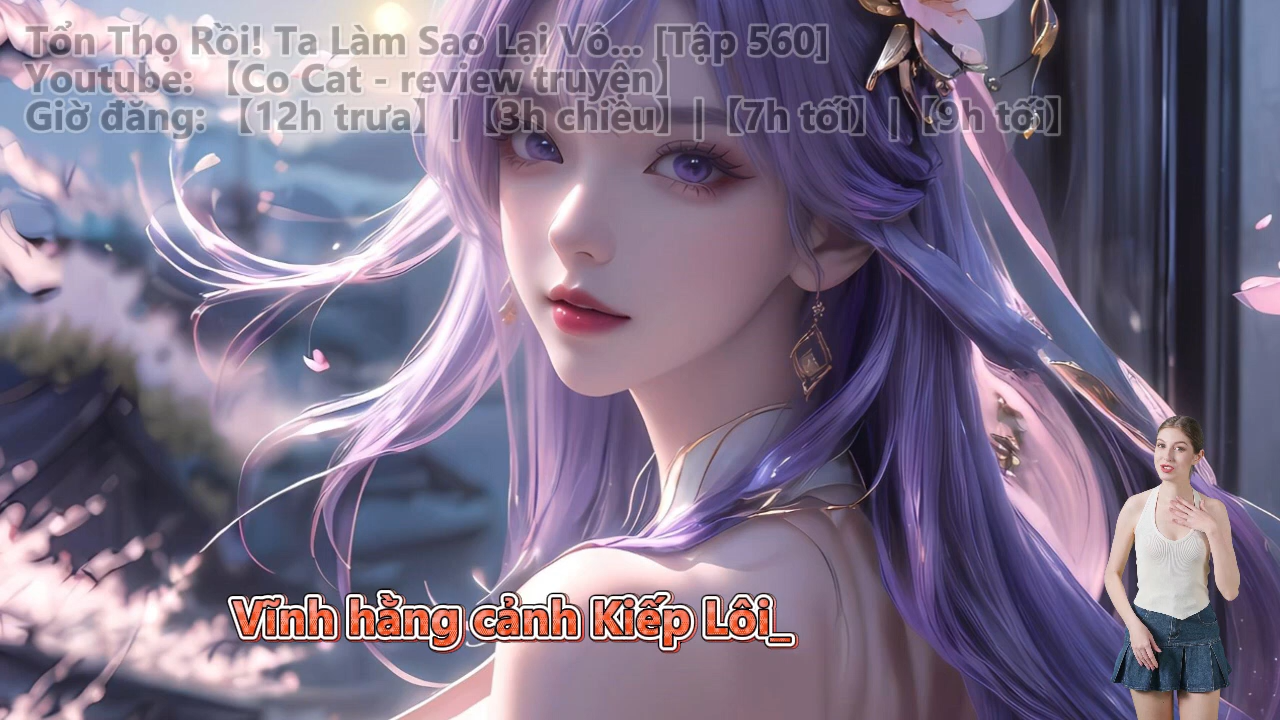 Tổn Thọ Rồi! Ta Làm Sao Lại Vô... [Tập 560]
Youtube: 【Co Cat - review truyện】
Giờ đăng: 【12h trưa】 | 【3h chiều】 | 【7h tối】 | 【9h tối】
Vĩnh hằng cảnh Kiếp Lôi_